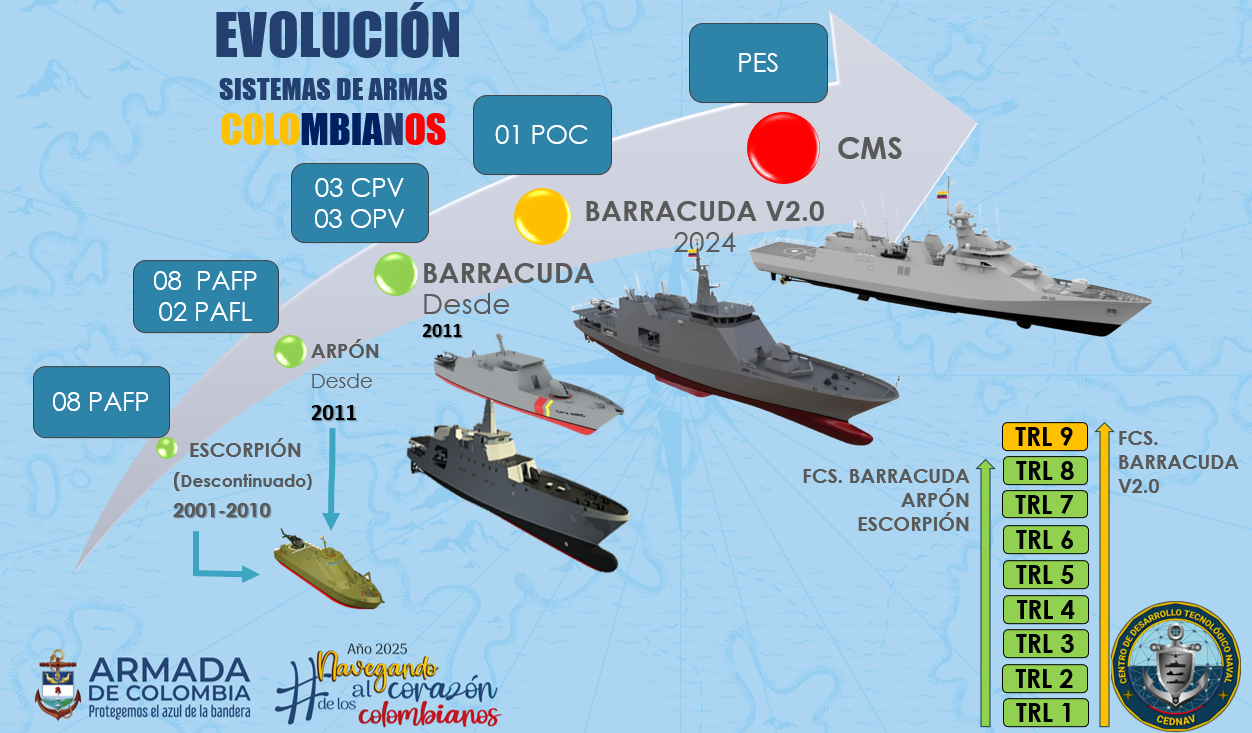 EVOLUCIÓN
SISTEMAS DE ARMAS
COLOMBIANOS
PES
CMS
01 POC
BARRACUDA V2.0
2024
03 CPV
03 OPV
BARRACUDA
Desde
2011
08 PAFP
02 PAFL
ARPÓN
Desde
2011
08 PAFP
ESCORPIÓN
(Descontinuado)
2001-2010
FCS. BARRACUDA
ARPÓN
ESCORPIÓN
TRL 9
TRL 8
TRL 7
TRL 6
TRL 5
TRL 4
TRL 3
TRL 2
TRL 1
FCS.
BARRACUDA
V2.0
ARMADA
DE COLOMBIA
Protegemos el azul de la bandera
Año 2025
#Navegando
al corazón
de los
colombianos
CENTRO DE DESARROLLO TECNOLÓGICO NAVAL
CEDNAV